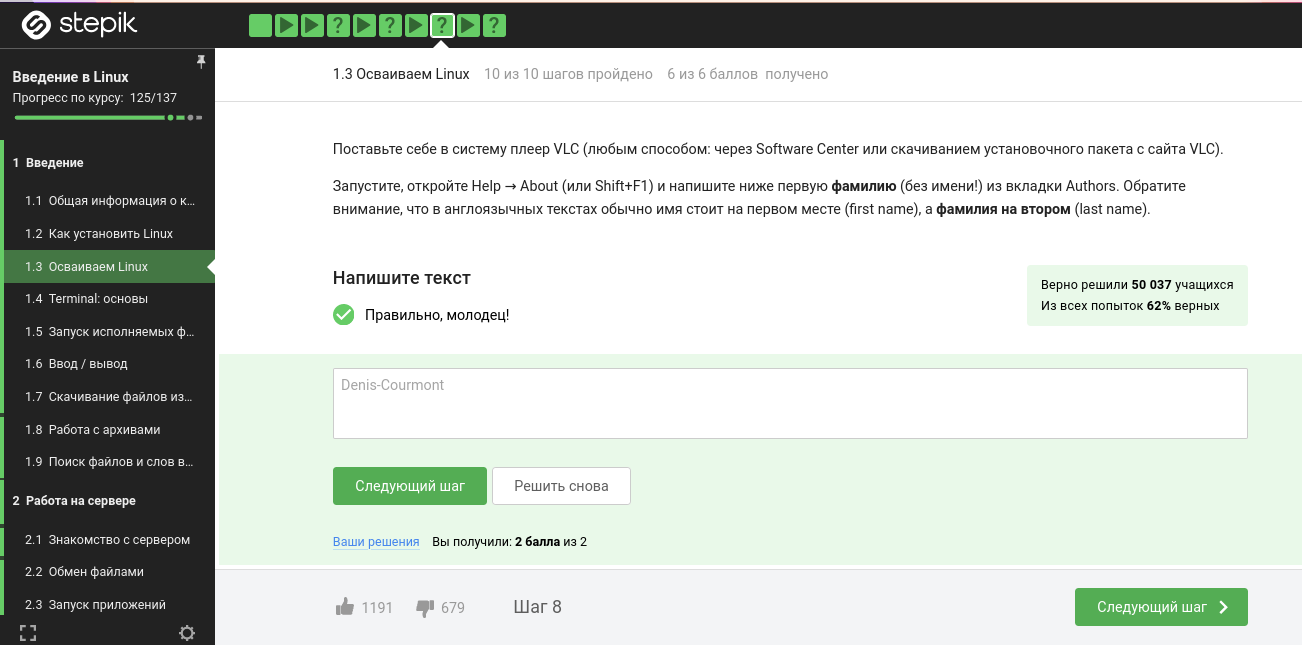 stepik
? ? ? ?
Введение в Linux
Прогресс по курсу: 125/137
1 Введение
1.1 Общая информация о к...
1.2 Как установить Linux
1.3 Осваиваем Linux
1.4 Terminal: основы
1.5 Запуск исполняемых ф...
1.6 Ввод / вывод
1.7 Скачивание файлов из...
1.8 Работа с архивами
1.9 Поиск файлов и слов в...
2 Работа на сервере
2.1 Знакомство с сервером
2.2 Обмен файлами
2.3 Запуск приложений
1.3 Осваиваем Linux 10 из 10 шагов пройдено 6 из 6 баллов получено
Поставьте себе в систему плеер VLC (любым способом: через Software Center или скачиванием установочного пакета с сайта VLC).
Запустите, откройте Help → About (или Shift+F1) и напишите ниже первую фамилию (без имени!) из вкладки Authors. Обратите
внимание, что в англоязычных текстах обычно имя стоит на первом месте (first name), а фамилия на втором (last name).
Напишите текст
Правильно, молодец!
Верно решили 50 037 учащихся
Из всех попыток 62% верных
Denis-Courmont
Следующий шаг Решить снова
Ваши решения Вы получили: 2 балла из 2
1191 679 Шаг 8 Следующий шаг